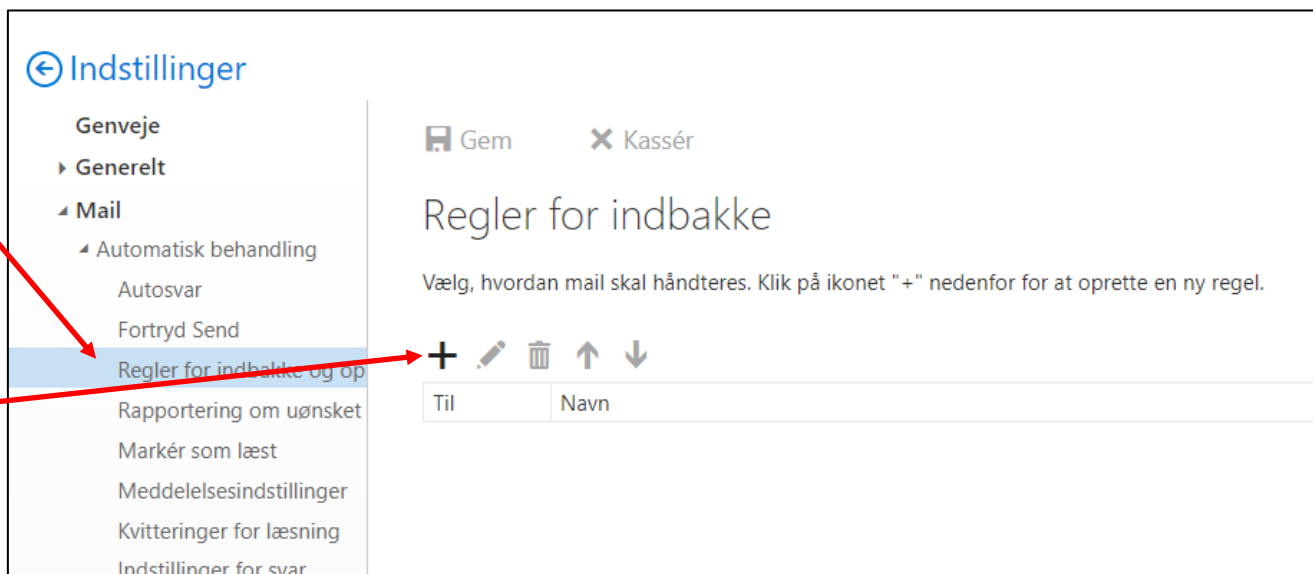 Indstillinger
Genveje
Generelt
Mail
Automatisk behandling
Autosvar
Fortryd Send
Regler for indbakke og op
Rapportering om uønsket
Markér som læst
Meddelelsesindstillinger
Kvitteringer for læsning
Indstillinger for svar
Gem Kassér
Regler for indbakke
Vælg, hvordan mail skal håndteres. Klik på ikonet "+" nedenfor for at oprette en ny regel.
Til Navn